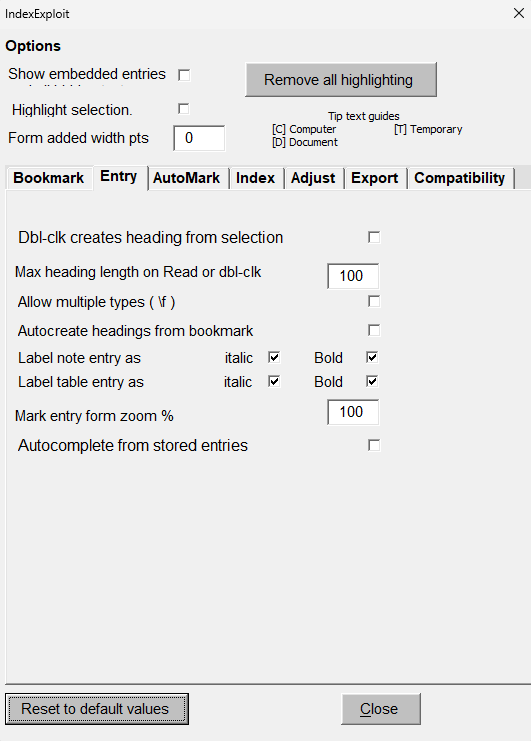 IndexExploit
Options
Show embedded entries
Remove all highlighting
Highlight selection.
Tip text guides
[C] Computer [T] Temporary
[D] Document
Form added width pts 0
Bookmark Entry AutoMark Index Adjust Export Compatibility
Dbl-clk creates heading from selection
Max heading length on Read or dbl-clk 100
Allow multiple types ( \f )
Autocreate headings from bookmark
Label note entry as italic Bold
Label table entry as italic Bold
Mark entry form zoom % 100
Autocomplete from stored entries
Reset to default values Close